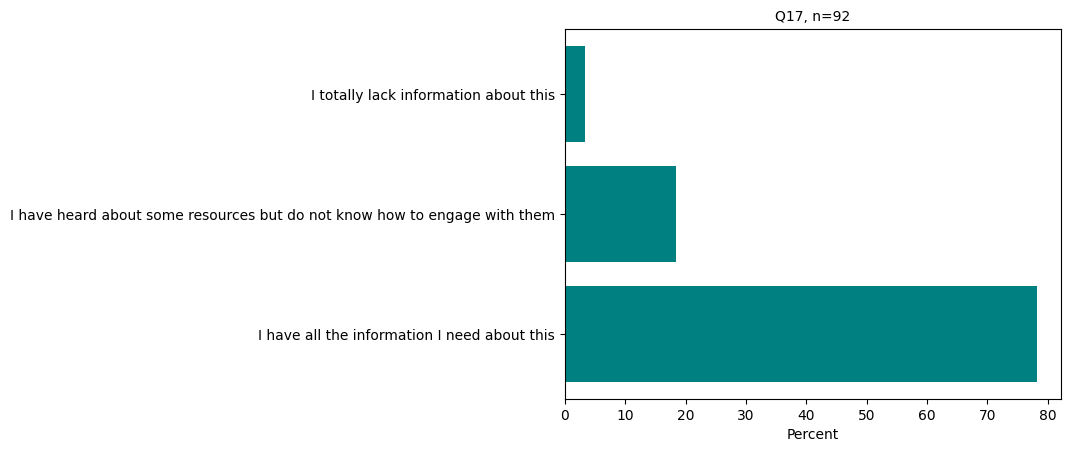 Q17, n=92
I totally lack information about this
I have heard about some resources but do not know how to engage with them
I have all the information I need about this
0 10 20 30 40 50 60 70 80
Percent